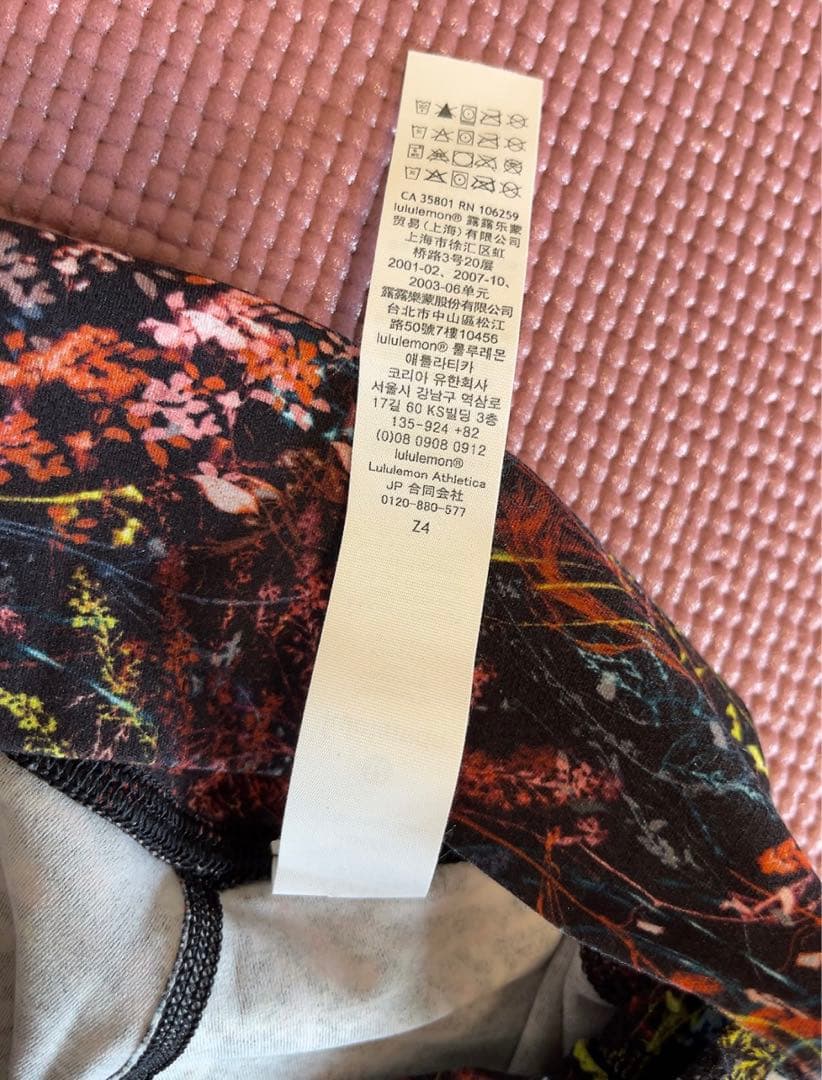 CA 35801 RN 106259
lululemon® 露露乐蒙
贸易(上海)有限公司
上海市徐汇区虹
桥路3号20层
2001-02、2007-10、
2003-06单元
露露樂蒙股份有限公司
台北市中山區松江
路50號7樓10456
lululemon® 룰루레몬
애틀라티카
코리아 유한회사
서울시 강남구 역삼로
17길 60 KS빌딩 3층
135-924 +82
(0)08 0908 0912
lululemon®
Lululemon Athletica
JP 合同会社
0120-880-577
Z4